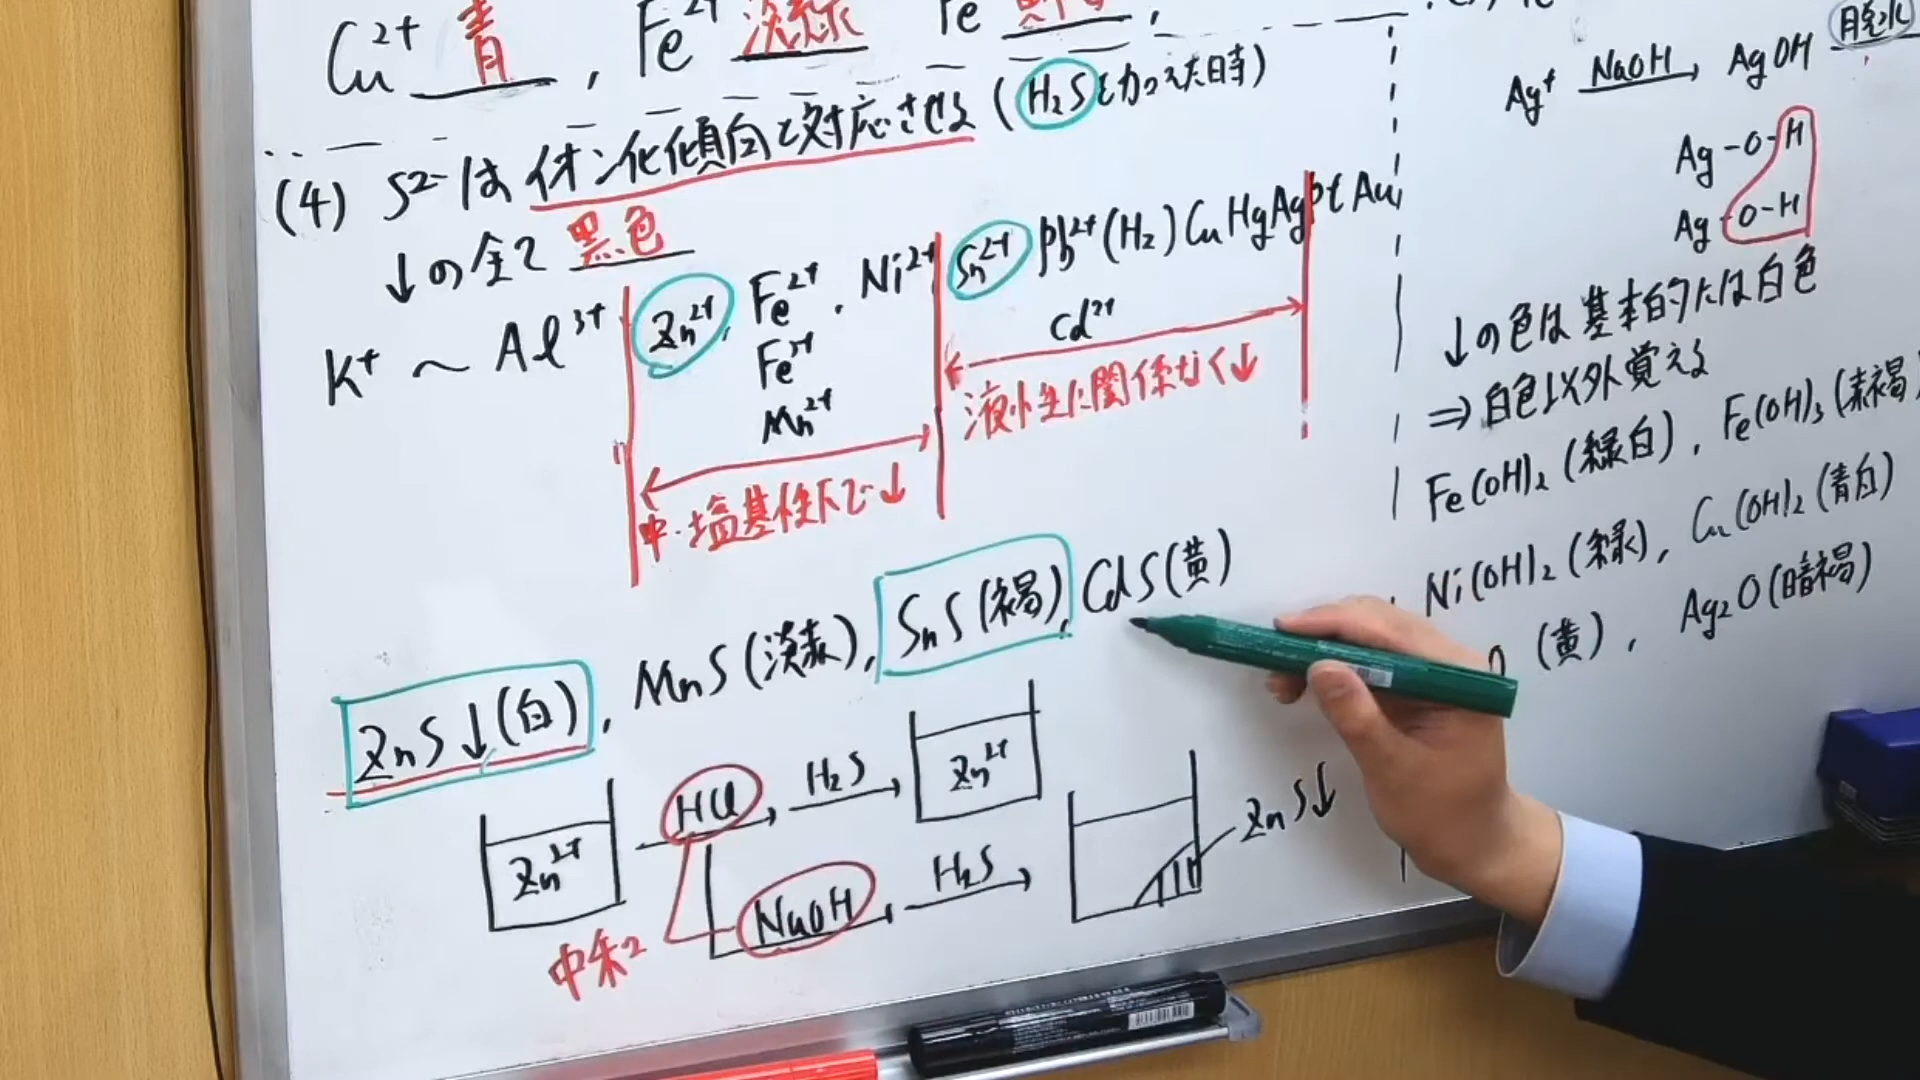 Cu2+ 青 , Fe2+ 淡緑 Fe
(4) S2- は イオン化傾向と対応させる (H2Sを加えた時)
↓の全て 黒色
K+ ～ Al3+ Zn2+, Fe2+, Ni2+ Sn2+ Pb2+ (H2) Cu Hg Ag Pt Au
Fe Cd2+
Mn2+
液性に関係なく↓
中・塩基性下で↓
ZnS↓(白), MnS(淡赤), SnS(褐), CdS(黄)
Zn2+ HCl H2S Zn2+
NaOH H2S ZnS↓
中和
Ag+ NaOH AgOH 脱水
Ag-O-H
Ag-O-H
↓の色は基本的には白色
⇒白色以外覚える
Fe(OH)2 (緑白), Fe(OH)3 (赤褐
Ni(OH)2 (緑), Cu(OH)2 (青白)
(黄), Ag2O (暗褐)